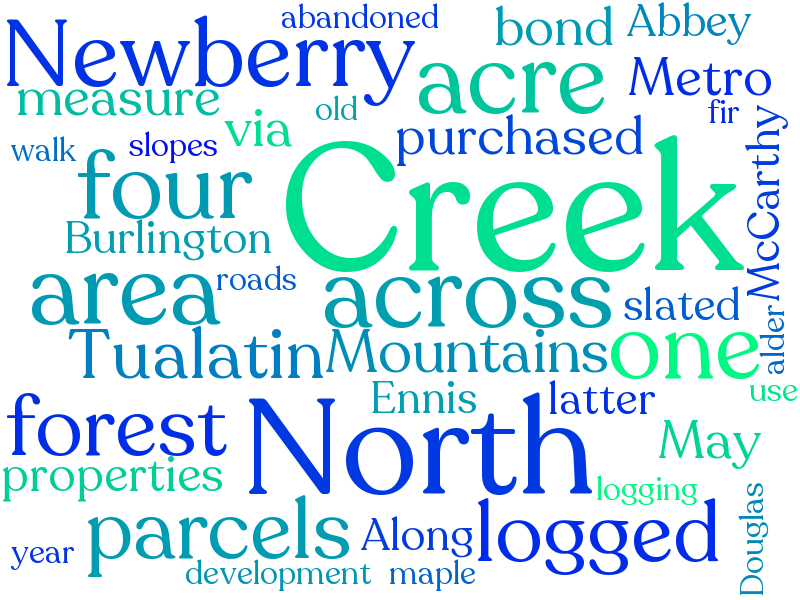 abandoned
bond
Abbey
Newberry
acre
Metro
measure
old
fir
via
purchased
walk
slopes
McCarthy
four
Creek
Burlington
area
roads
across
slated
alder
Tualatin
Mountains
one
use
Ennis
latter
forest
North
May
properties
logging
parcels
Along
logged
Douglas
year
development
maple